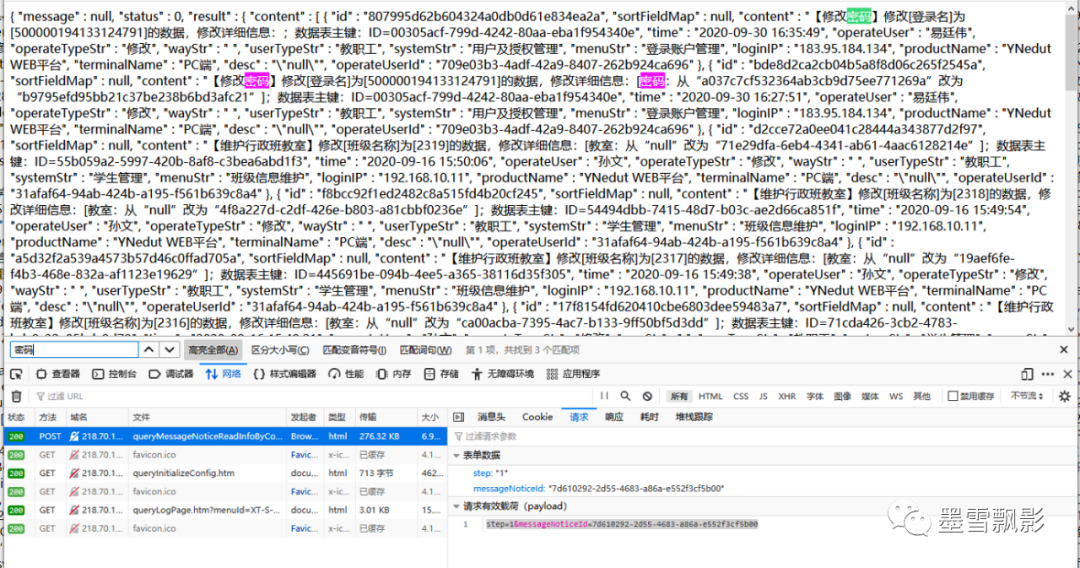 { "message" : null, "status" : 0, "result" : { "content" : [ { "id" : "807995d62b604324a0db0d61e834ea2a", "sortFieldMap" : null, "content" : "【修改密码】修改[登录名]为
[500000194133124791]的数据，修改详细信息：；数据表主键：ID=00305acf-799d-4242-80aa-eba1f954340e", "time" : "2020-09-30 16:35:49", "operateUser" : "易廷伟",
"operateTypeStr" : "修改", "wayStr" : " ", "userTypeStr" : "教职工", "systemStr" : "用户及授权管理", "menuStr" : "登录账户管理", "loginIP" : "183.95.184.134", "productName" : "YNedut
WEB平台", "terminalName" : "PC端", "desc" : "\"null\"", "operateUserId" : "709e03b3-4adf-42a9-8407-262b924ca696" }, { "id" : "bde8d2ca2cb04b5a8f8d06c265f2545a",
"sortFieldMap" : null, "content" : "【修改密码】修改[登录名]为[500000194133124791]的数据，修改详细信息：[密码：从“a037c7cf532364ab3cb9d75ee771269a”改为
“b9795efd95bb21c37be238b6bd3afc21”]；数据表主键：ID=00305acf-799d-4242-80aa-eba1f954340e", "time" : "2020-09-30 16:27:51", "operateUser" : "易廷伟",
"operateTypeStr" : "修改", "wayStr" : " ", "userTypeStr" : "教职工", "systemStr" : "用户及授权管理", "menuStr" : "登录账户管理", "loginIP" : "183.95.184.134", "productName" : "YNedut
WEB平台", "terminalName" : "PC端", "desc" : "\"null\"", "operateUserId" : "709e03b3-4adf-42a9-8407-262b924ca696" }, { "id" : "d2cce72a0ee041c28444a343877d2f97",
"sortFieldMap" : null, "content" : "【维护行政班教室】修改[班级名称]为[2319]的数据，修改详细信息：[教室：从“null”改为“71e29dfa-6eb4-4341-ab61-4aac6128214e”]；数据表主
键：ID=55b059a2-5997-420b-8af8-c3bea6abd1f3", "time" : "2020-09-16 15:50:06", "operateUser" : "孙文", "operateTypeStr" : "修改", "wayStr" : " ", "userTypeStr" : "教职工",
"systemStr" : "学生管理", "menuStr" : "班级信息维护", "loginIP" : "192.168.10.11", "productName" : "YNedut WEB平台", "terminalName" : "PC端", "desc" : "\"null\"", "operateUserId" :
"31afaf64-94ab-424b-a195-f561b639c8a4" }, { "id" : "f8bcc92f1ed2482c8a515fd4b20cf245", "sortFieldMap" : null, "content" : "【维护行政班教室】修改[班级名称]为[2318]的数据，修
改详细信息：[教室：从“null”改为“4f8a227d-c2df-426e-b803-a81cbbf0236e”]；数据表主键：ID=54494dbb-7415-48d7-b03c-ae2d66ca851f", "time" : "2020-09-16 15:49:54",
"operateUser" : "孙文", "operateTypeStr" : "修改", "wayStr" : " ", "userTypeStr" : "教职工", "systemStr" : "学生管理", "menuStr" : "班级信息维护", "loginIP" : "192.168.10.11",
"productName" : "YNedut WEB平台", "terminalName" : "PC端", "desc" : "\"null\"", "operateUserId" : "31afaf64-94ab-424b-a195-f561b639c8a4" }, { "id" :
"a5d32f2a539a4573b57d46c0ffad705a", "sortFieldMap" : null, "content" : "【维护行政班教室】修改[班级名称]为[2317]的数据，修改详细信息：[教室：从“null”改为“19aef6fe-
f4b3-468e-832a-af1123e19629”]；数据表主键：ID=445691be-094b-4ee5-a365-38116d35f305", "time" : "2020-09-16 15:49:38", "operateUser" : "孙文", "operateTypeStr" : "修改",
"wayStr" : " ", "userTypeStr" : "教职工", "systemStr" : "学生管理", "menuStr" : "班级信息维护", "loginIP" : "192.168.10.11", "productName" : "YNedut WEB平台", "terminalName" : "PC
端", "desc" : "\"null\"", "operateUserId" : "31afaf64-94ab-424b-a195-f561b639c8a4" }, { "id" : "17f8154fd620410cbe6803dee59483a7", "sortFieldMap" : null, "content" : "【维护行政
班教室】修改[班级名称]为[2316]的数据，修改详细信息：[教室：从“null”改为“ca00acba-7395-4ac7-b133-9ff50bf5d3dd”]；数据表主键：ID=71cda426-3cb2-4783-
密码 高亮全部(A) 区分大小写(C) 匹配变音符号(I) 匹配词句(W) 第 1 项，共找到 3 个匹配项
查看器 控制台 调试器 网络 样式编辑器 性能 内存 存储 无障碍环境 应用程序
过滤 URL 所有 HTML CSS JS XHR 字体 图像 媒体 WS 其他 禁用缓存 不节流
状态 方法 域名 文件 发起者 类型 传输 大小 消息头 Cookie 请求 响应 耗时 堆栈跟踪
200 POST 218.70.1... queryMessageNoticeReadInfoByCo... Brow... html 276.32 KB 6.9... 过滤请求参数
200 GET 218.70.1... favicon.ico Favic... x-ic... 已缓存 4.1... 表单数据
200 GET 218.70.1... queryInitializeConfig.htm docu... html 713 字节 462... step: "1"
200 GET 218.70.1... favicon.ico Favic... x-ic... 已缓存 4.1... messageNoticeId: "7d610292-2d55-4683-a86a-e552f3cf5b00"
200 GET 218.70.1... queryLogPage.htm?menuId=XT-S-... docu... html 3.01 KB 15.... 请求有效载荷（payload）
200 GET 218.70.1... favicon.ico Favic... x-ic... 已缓存 4.1... 1 step=1&messageNoticeId=7d610292-2d55-4683-a86a-e552f3cf5b00
墨雪飘影